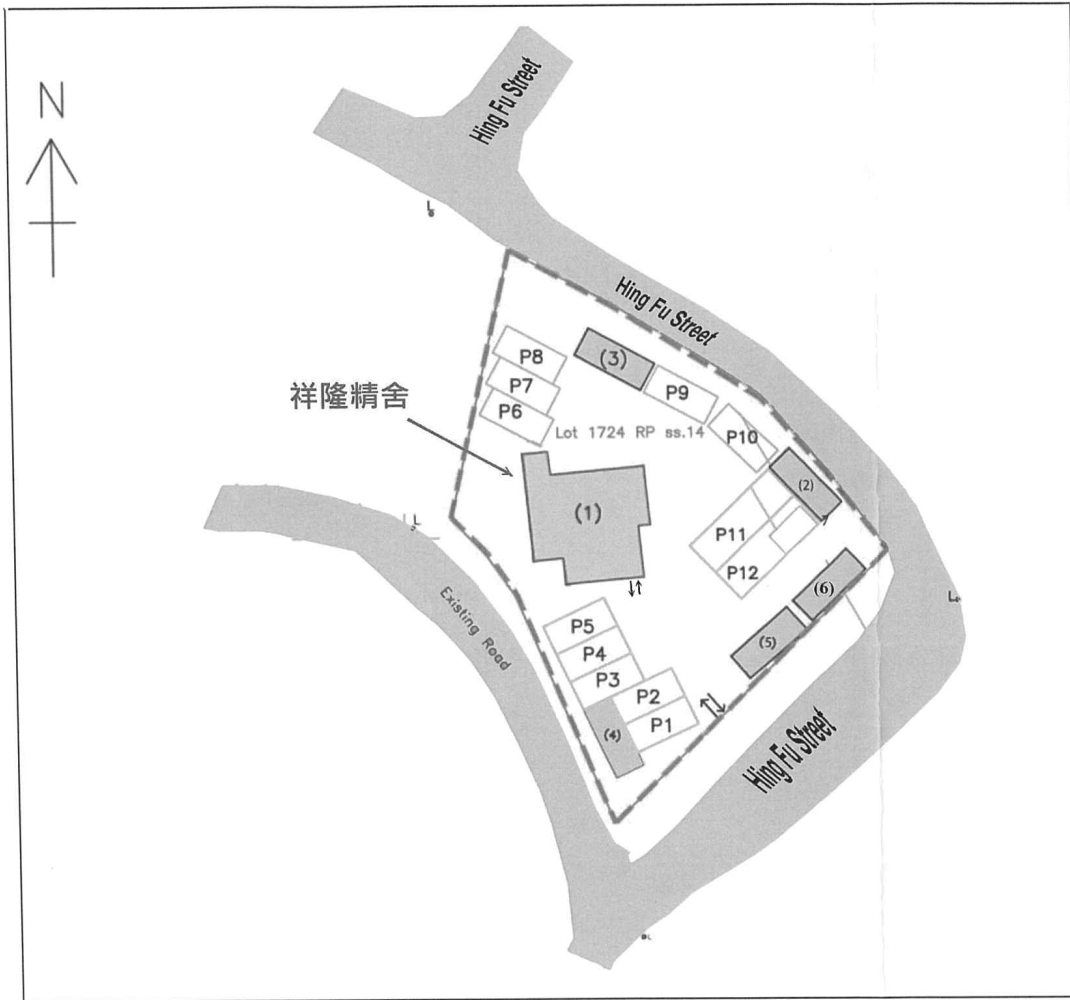 N
Hing Fu Street
Hing Fu Street
(3)
P8
P9
P7
祥隆精舍
P6
Lot 1724 RP ss.14
P10
(2)
(1)
P11
P12
(6)
Existing Road
P5
(5)
P4
P3
P2
P1
(4)
Hing Fu Street